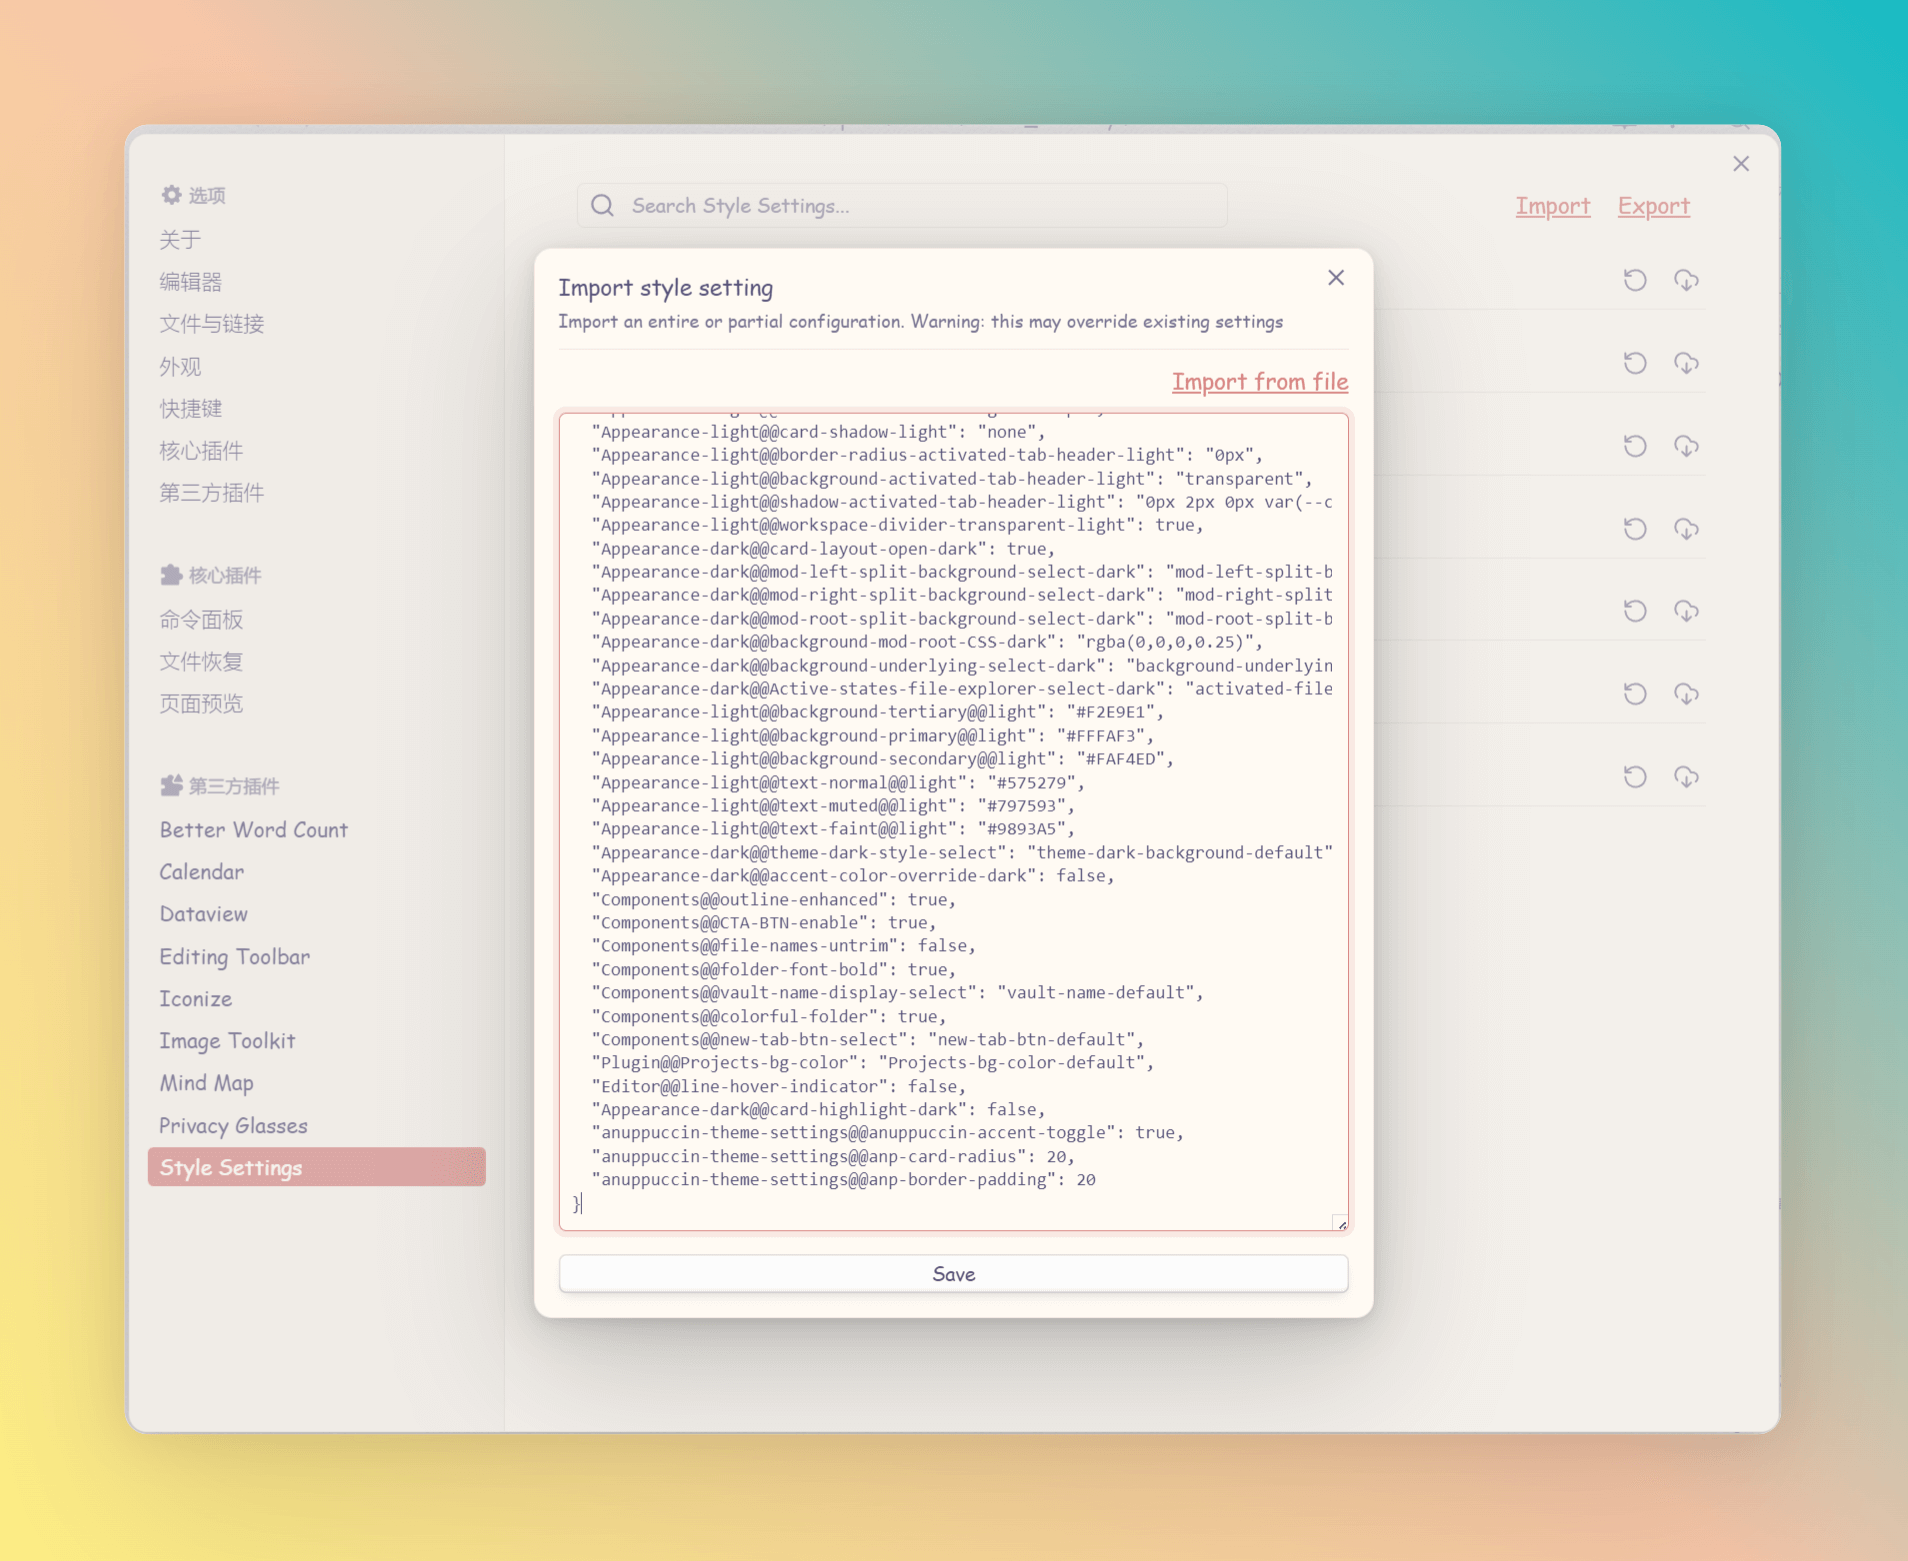 选项
关于
编辑器
文件与链接
外观
快捷键
核心插件
第三方插件
核心插件
命令面板
文件恢复
页面预览
第三方插件
Better Word Count
Calendar
Dataview
Editing Toolbar
Iconize
Image Toolkit
Mind Map
Privacy Glasses
Style Settings
Search Style Settings...
Import Export
Import style setting
Import an entire or partial configuration. Warning: this may override existing settings
Import from file
"Appearance-light@@card-shadow-light": "none",
"Appearance-light@@border-radius-activated-tab-header-light": "0px",
"Appearance-light@@background-activated-tab-header-light": "transparent",
"Appearance-light@@shadow-activated-tab-header-light": "0px 2px 0px var(--c
"Appearance-light@@workspace-divider-transparent-light": true,
"Appearance-dark@@card-layout-open-dark": true,
"Appearance-dark@@mod-left-split-background-select-dark": "mod-left-split-b
"Appearance-dark@@mod-right-split-background-select-dark": "mod-right-split
"Appearance-dark@@mod-root-split-background-select-dark": "mod-root-split-b
"Appearance-dark@@background-mod-root-CSS-dark": "rgba(0,0,0,0.25)",
"Appearance-dark@@background-underlying-select-dark": "background-underlyin
"Appearance-dark@@Active-states-file-explorer-select-dark": "activated-file
"Appearance-light@@background-tertiary@@light": "#F2E9E1",
"Appearance-light@@background-primary@@light": "#FFFAF3",
"Appearance-light@@background-secondary@@light": "#FAF4ED",
"Appearance-light@@text-normal@@light": "#575279",
"Appearance-light@@text-muted@@light": "#797593",
"Appearance-light@@text-faint@@light": "#9893A5",
"Appearance-dark@@theme-dark-style-select": "theme-dark-background-default"
"Appearance-dark@@accent-color-override-dark": false,
"Components@@outline-enhanced": true,
"Components@@CTA-BTN-enable": true,
"Components@@file-names-untrim": false,
"Components@@folder-font-bold": true,
"Components@@vault-name-display-select": "vault-name-default",
"Components@@colorful-folder": true,
"Components@@new-tab-btn-select": "new-tab-btn-default",
"Plugin@@Projects-bg-color": "Projects-bg-color-default",
"Editor@@line-hover-indicator": false,
"Appearance-dark@@card-highlight-dark": false,
"anuppuccin-theme-settings@@anuppuccin-accent-toggle": true,
"anuppuccin-theme-settings@@anp-card-radius": 20,
"anuppuccin-theme-settings@@anp-border-padding": 20
}
Save